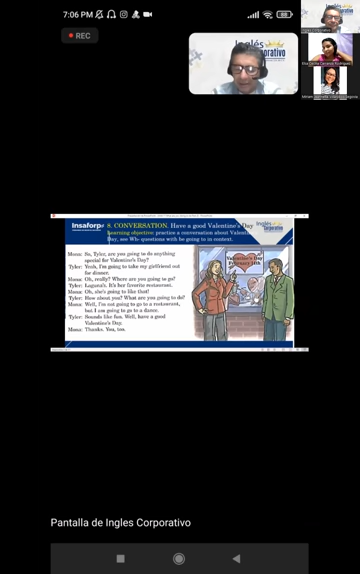 7:06 PM
88
REC
Inglés
Corporativo
Insaforp
Inglés
corporativo
8. CONVERSATION. Have a good Valentine's Day
Learning objective: practice a conversation about Valentine's
Day, use Wh- questions with be going to in context.
Mona: So, Tyler, are you going to do anything
special for Valentine's Day?
Tyler: Yeah, I'm going to take my girlfriend out
for dinner.
Mona: Oh, really? Where are you going to go?
Tyler: Laguna's. It's her favorite restaurant.
Mona: Oh, she's going to like that!
Tyler: How about you? What are you going to do?
Mona: Well, I'm not going to go to a restaurant,
but I am going to go to a dance.
Tyler: Sounds like fun. Well, have a good
Valentine's Day.
Mona: Thanks. You, too.
Valentine's Day
February 14th
Pantalla de Ingles Corporativo